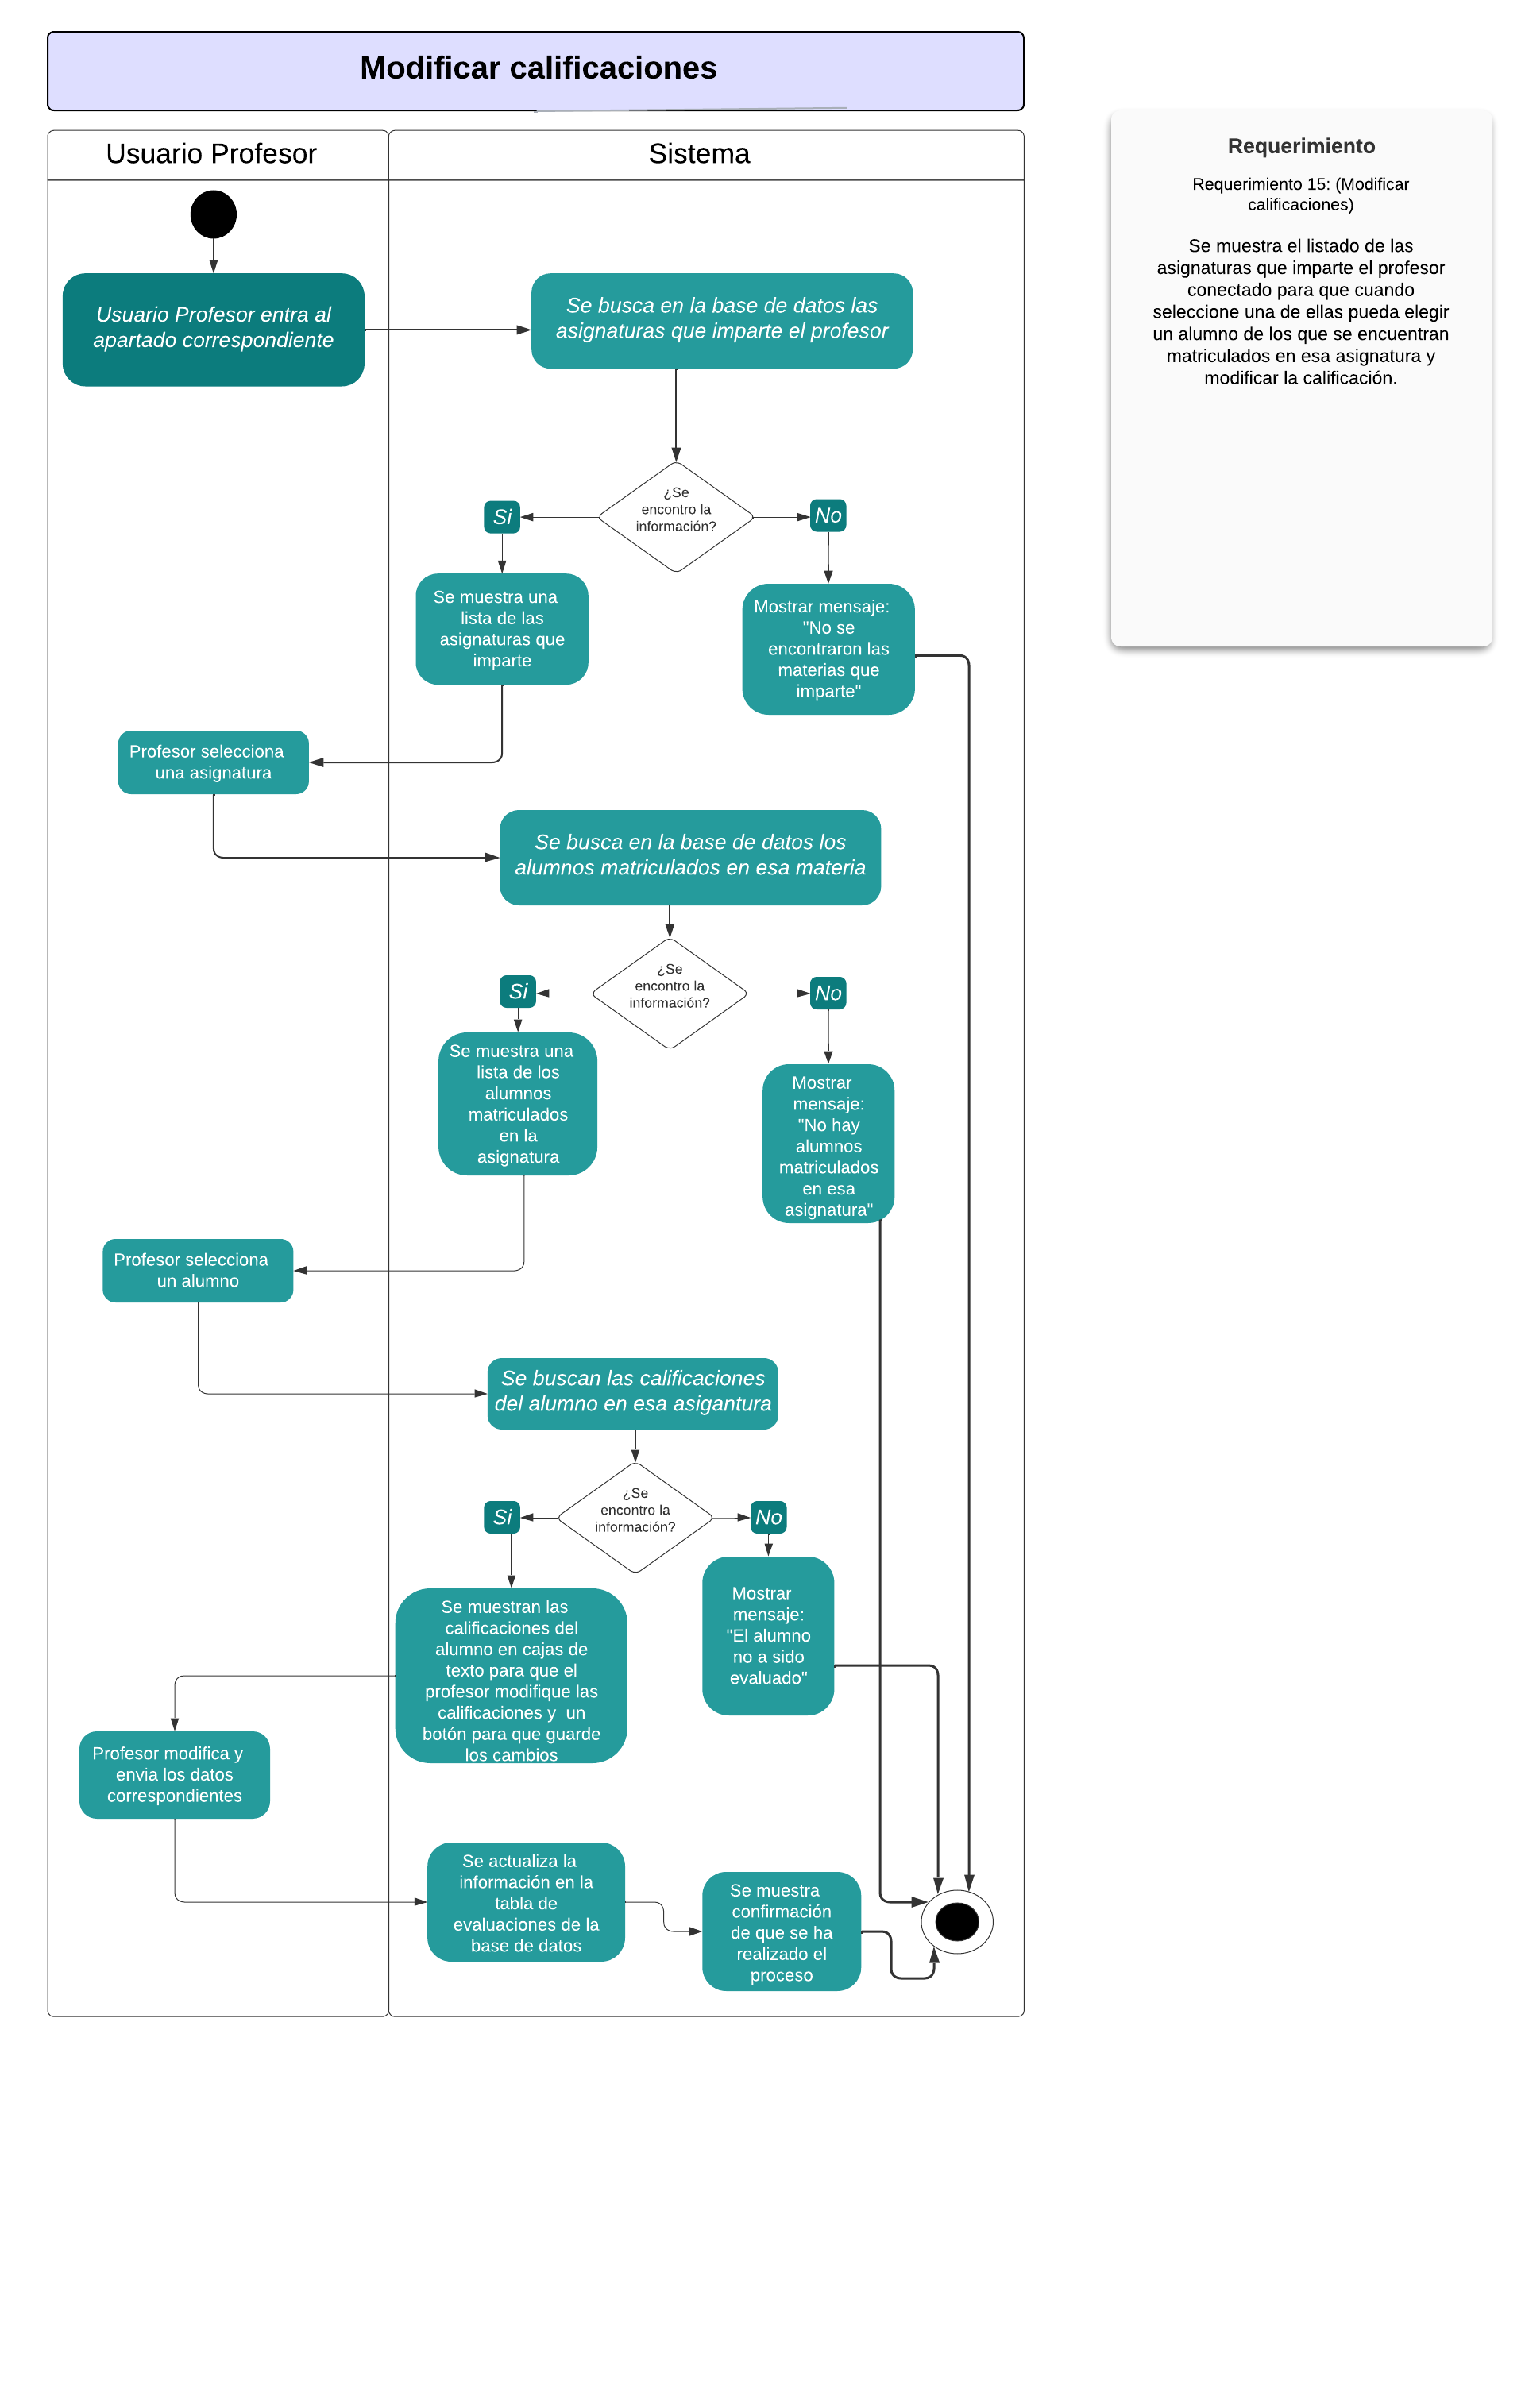 Modificar calificaciones
Usuario Profesor
Sistema
Usuario Profesor entra al
apartado correspondiente
Se busca en la base de datos las
asignaturas que imparte el profesor
¿Se
encontro la
información?
Si
No
Se muestra una
lista de las
asignaturas que
imparte
Mostrar mensaje:
"No se
encontraron las
materias que
imparte"
Profesor selecciona
una asignatura
Se busca en la base de datos los
alumnos matriculados en esa materia
¿Se
encontro la
información?
Si
No
Se muestra una
lista de los
alumnos
matriculados
en la
asignatura
Mostrar
mensaje:
"No hay
alumnos
matriculados
en esa
asignatura"
Profesor selecciona
un alumno
Se buscan las calificaciones
del alumno en esa asigantura
¿Se
encontro la
información?
Si
No
Se muestran las
calificaciones del
alumno en cajas de
texto para que el
profesor modifique las
calificaciones y un
botón para que guarde
los cambios
Mostrar
mensaje:
"El alumno
no a sido
evaluado"
Profesor modifica y
envia los datos
correspondientes
Se actualiza la
información en la
tabla de
evaluaciones de la
base de datos
Se muestra
confirmación
de que se ha
realizado el
proceso
Requerimiento
Requerimiento 15: (Modificar
calificaciones)
Se muestra el listado de las
asignaturas que imparte el profesor
conectado para que cuando
seleccione una de ellas pueda elegir
un alumno de los que se encuentran
matriculados en esa asignatura y
modificar la calificación.